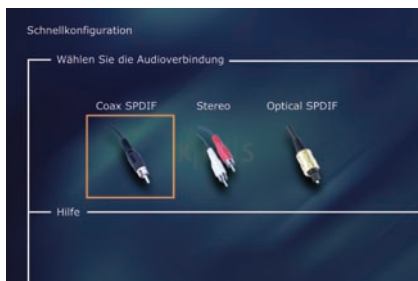 Schnellkonfiguration
Wählen Sie die Audioverbindung
Coax SPDIF Stereo Optical SPDIF
Hilfe